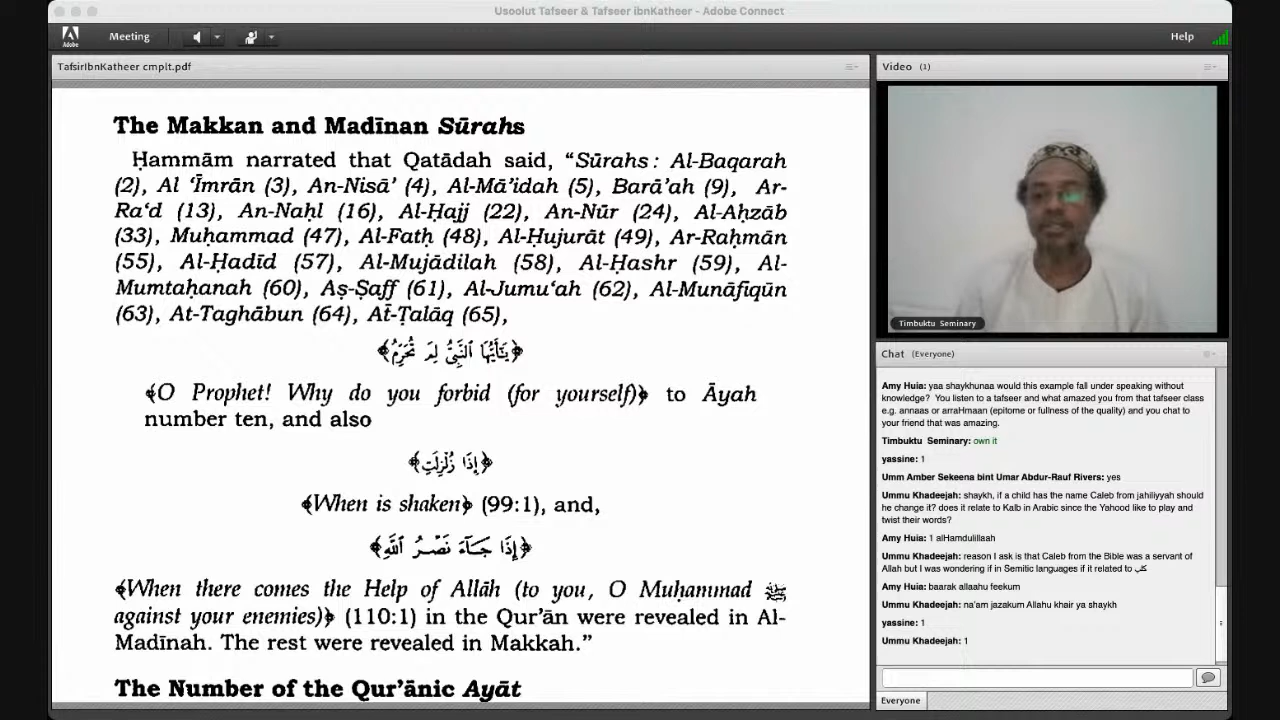 Usoolut Tafseer & Tafseer ibnKatheer - Adobe Connect
Adobe
Meeting
Help
TafsirIbnKatheer cmplt.pdf
The Makkan and Madīnan Sūrahs
Ḥammām narrated that Qatādah said, “Sūrahs: Al-Baqarah
(2), Al ‘Īmrān (3), An-Nisā’ (4), Al-Mā’idah (5), Barā’ah (9), Ar-
Ra‘d (13), An-Naḥl (16), Al-Ḥajj (22), An-Nūr (24), Al-Aḥzāb
(33), Muḥammad (47), Al-Fatḥ (48), Al-Ḥujurāt (49), Ar-Raḥmān
(55), Al-Ḥadīd (57), Al-Mujādilah (58), Al-Ḥashr (59), Al-
Mumtaḥanah (60), Aṣ-Ṣaff (61), Al-Jumu‘ah (62), Al-Munāfiqūn
(63), At-Taghābun (64), Aṭ-Ṭalāq (65),
﴿يَٰٓأَيُّهَا ٱلنَّبِىُّ لِمَ تُحَرِّمُ﴾
﴿O Prophet! Why do you forbid (for yourself)﴾ to Āyah
number ten, and also
﴿إِذَا زُلْزِلَتِ﴾
﴿When is shaken﴾ (99:1), and,
﴿إِذَا جَآءَ نَصْرُ ٱللَّهِ﴾
﴿When there comes the Help of Allāh (to you, O Muḥammad ﷺ
against your enemies)﴾ (110:1) in the Qur’ān were revealed in Al-
Madīnah. The rest were revealed in Makkah.”
The Number of the Qur’ānic Ayāt
Video (1)
Timbuktu Seminary
Chat (Everyone)
Amy Huia: yaa shaykhunaa would this example fall under speaking without
knowledge? You listen to a tafseer and what amazed you from that tafseer class
e.g. annaas or arraHmaan (epitome or fullness of the quality) and you chat to
your friend that was amazing.
Timbuktu Seminary: own it
yassine: 1
Umm Amber Sekeena bint Umar Abdur-Rauf Rivers: yes
Ummu Khadeejah: shaykh, if a child has the name Caleb from jahiliyyah should
he change it? does it relate to Kalb in Arabic since the Yahood like to play and
twist their words?
Amy Huia: 1 alHamdulillaah
Ummu Khadeejah: reason I ask is that Caleb from the Bible was a servant of
Allah but I was wondering if in Semitic languages if it related to كلب
Amy Huia: baarak allaahu feekum
Ummu Khadeejah: na'am jazakum Allahu khair ya shaykh
yassine: 1
Ummu Khadeejah: 1
Everyone